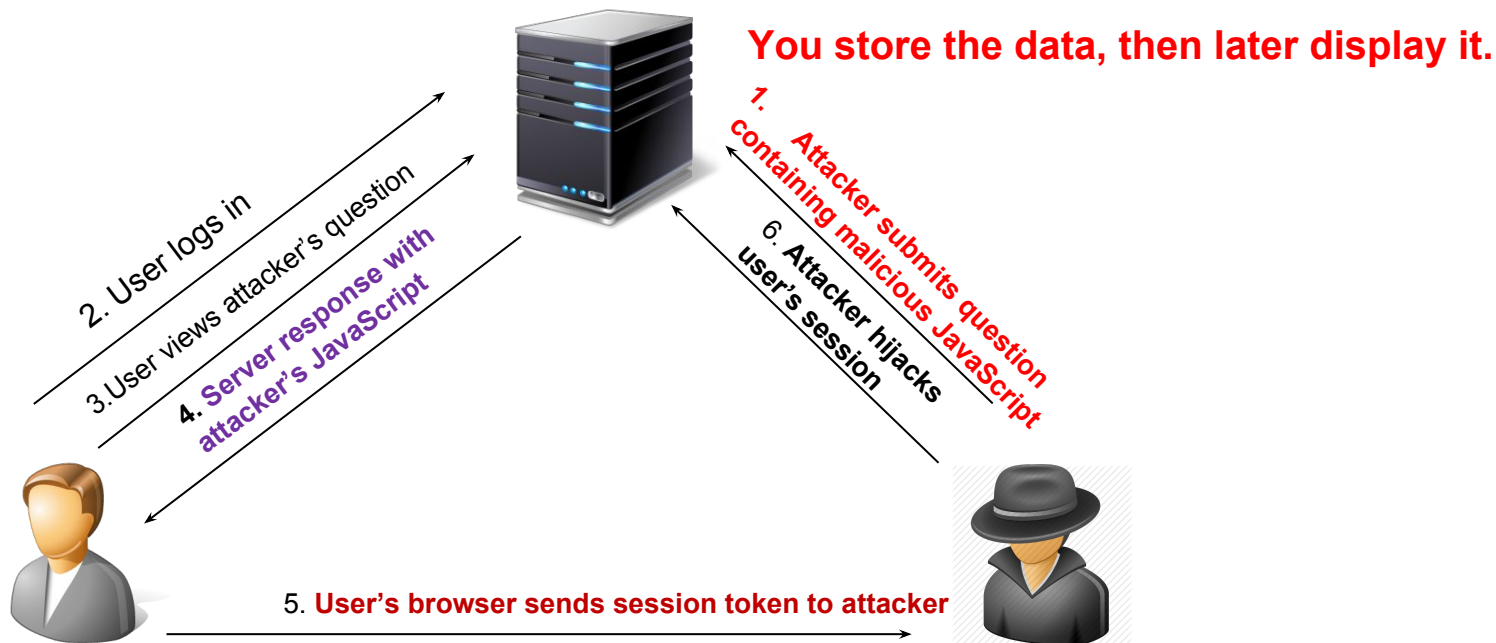 You store the data, then later display it.
1. Attacker submits question
containing malicious JavaScript
2. User logs in
3.User views attacker’s question
4. Server response with
attacker’s JavaScript
5. User’s browser sends session token to attacker
6. Attacker hijacks
user’s session